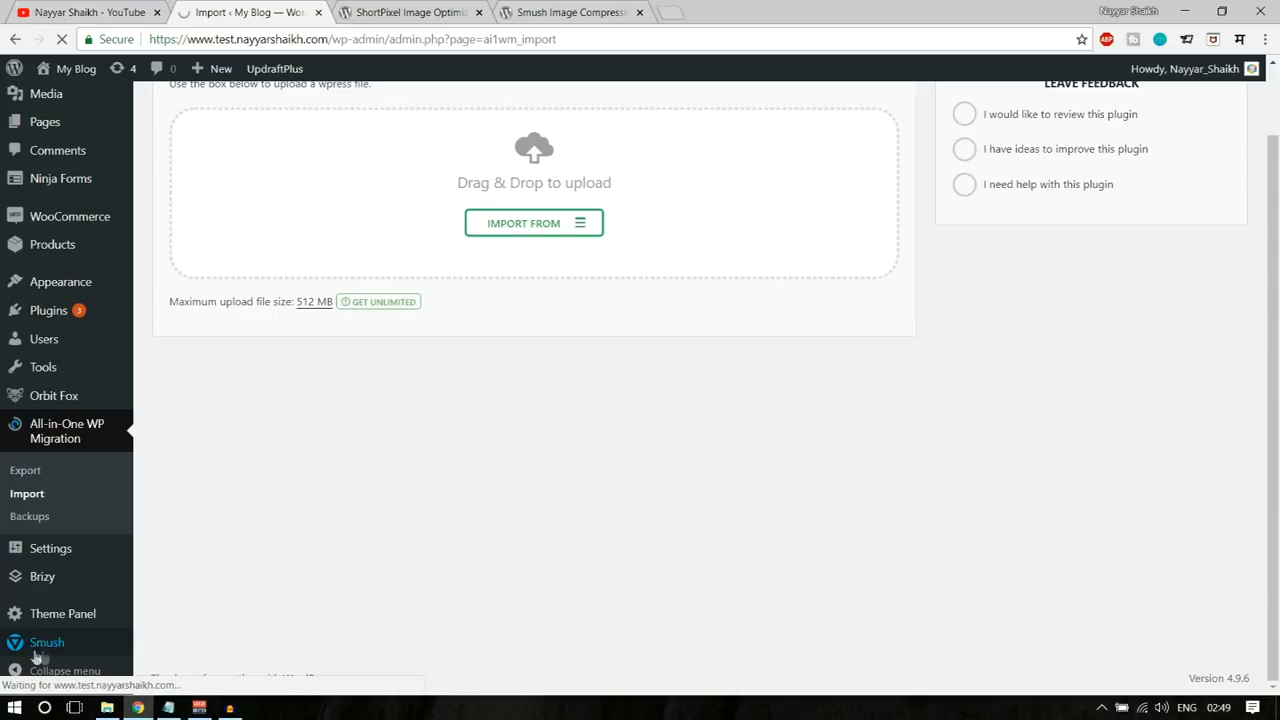 Nayyar Shaikh - YouTube
Import ‹ My Blog — Wor
ShortPixel Image Optimiz
Smush Image Compressi
Nayyar Shaikh
Secure
https://www.test.nayyarshaikh.com/wp-admin/admin.php?page=ai1wm_import
My Blog
4
0
New
UpdraftPlus
Howdy, Nayyar_Shaikh
Media
Pages
Comments
Ninja Forms
WooCommerce
Products
Appearance
Plugins 3
Users
Tools
Orbit Fox
All-in-One WP
Migration
Export
Import
Backups
Settings
Brizy
Theme Panel
Smush
Collapse menu
Waiting for www.test.nayyarshaikh.com...
Use the box below to upload a wpress file.
Drag & Drop to upload
IMPORT FROM
Maximum upload file size: 512 MB
GET UNLIMITED
LEAVE FEEDBACK
I would like to review this plugin
I have ideas to improve this plugin
I need help with this plugin
Version 4.9.6
ENG
02:49